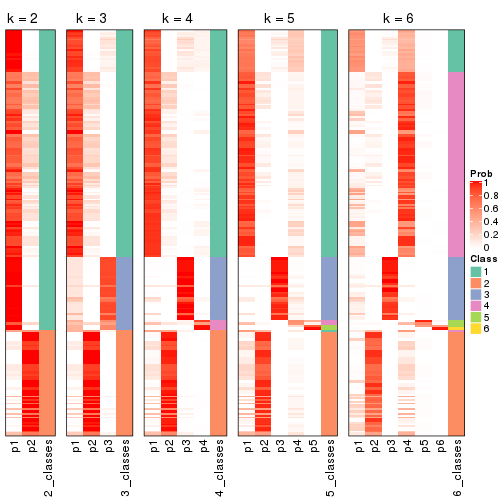 k = 2
k = 3
k = 4
k = 5
k = 6
p1
p2
2_classes
p1
p2
p3
3_classes
p1
p2
p3
p4
4_classes
p1
p2
p3
p4
p5
5_classes
p1
p2
p3
p4
p5
p6
6_classes
Prob
1
0.8
0.6
0.4
0.2
0
Class
1
2
3
4
5
6